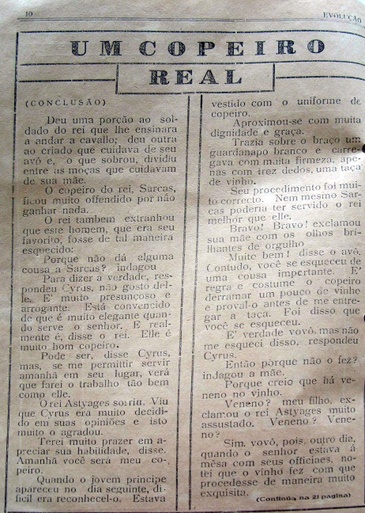 10
EVOLUÇÃO
UM COPEIRO
REAL
(CONCLUSÃO)
Deu uma porção ao sol-
dado do rei que lhe ensinara
a andar a cavallo; deu outra
ao criado que cuidava de seu
avô e, o que sobrou, dividiu
entre as moças que cuidavam
de sua mãe.
O copeiro do rei, Sarcas,
ficou muito offendido por não
ganhar nada.
O rei tambem extranhou
que este homem, que era seu
favorito, fosse de tal maneira
esquecido:
Porque não dá alguma
cousa a Sarcas? indagou.
Para dizer a verdade, res-
pondeu Cyrus, não gosto del-
le. E' muito presunçoso e
arrogante. Está convencido
de que é muito elegante quan-
do serve o senhor. E real-
mente é, disse o rei. Elle é
muito bom copeiro.
Pode ser, disse Cyrus,
mas, se me permittir servir
amanhã em seu lugar, verá
que farei o trabalho tão bem
como elle.
O rei Astyages sorriu. Viu
que Cyrus era muito decidi-
do em suas opiniões e isto
muito o agradou.
Terei muito prazer em a-
preciar sua habilidade, disse.
Amanhã você será meu co-
peiro.
Quando o jovem principe
appareceu no dia seguinte, dif-
ficil era reconhecel-o. Estava
vestido com o uniforme de
copeiro.
Aproximou-se com muita
dignidade e graça.
Trazia sobre o braço um
guardanapo branco e carre-
gava com muita firmeza, ape-
nas com tres dedos, uma taça
de vinho.
Seu procedimento foi mui-
to correcto. Nem mesmo Sar-
cas poderia ter servido o rei
melhor que elle.
Bravo! Bravo! exclamou
sua mãe com os olhos bri-
lhantes de orgulho
Muito bem! disse o avô.
Comtudo, você se esqueceu de
uma cousa importante. E'
regra e costume o copeiro
derramar um pouco de vinho
e proval-o antes de me en-
tregar a taça. Foi disso que
você se esqueceu.
E' verdade vovô, mas não
me esqueci disso, respondeu
Cyrus.
Então porque não o fez?
indagou a mãe.
Porque creio que há ve-
neno no vinho.
Veneno? meu filho, ex-
clamou o rei Astyages muito
assustado. Veneno? Vene-
no?
Sim, vovô, pois, outro dia,
quando o senhor estava á
mêsa com seus officiaes, no-
rei que o vinho fez com que
procedesse de maneira muito
exquisita.
(Continúa na 21 pagina)